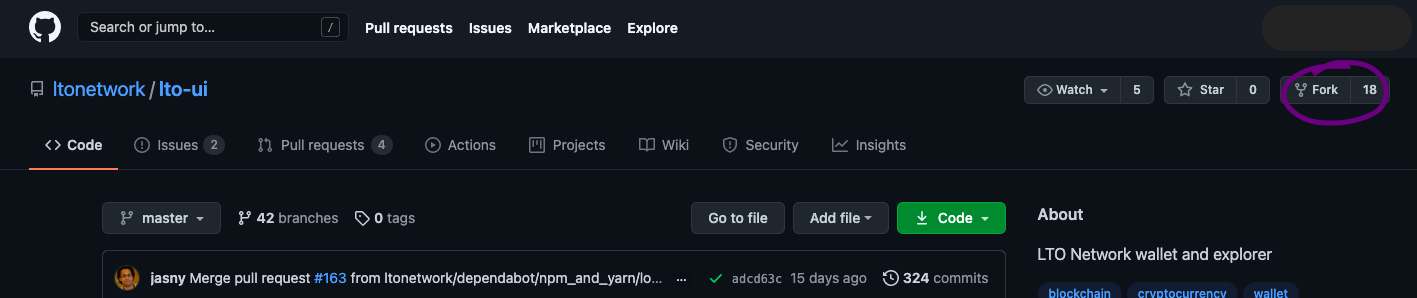 Search or jump to... /
Pull requests Issues Marketplace Explore
ltonetwork / lto-ui
Watch 5 Star 0 Fork 18
Code Issues 2 Pull requests 4 Actions Projects Wiki Security Insights
master 42 branches 0 tags Go to file Add file Code
About
LTO Network wallet and explorer
jasny Merge pull request #163 from ltonetwork/dependabot/npm_and_yarn/lo... ... adcd63c 15 days ago 324 commits
blockchain cryptocurrency wallet